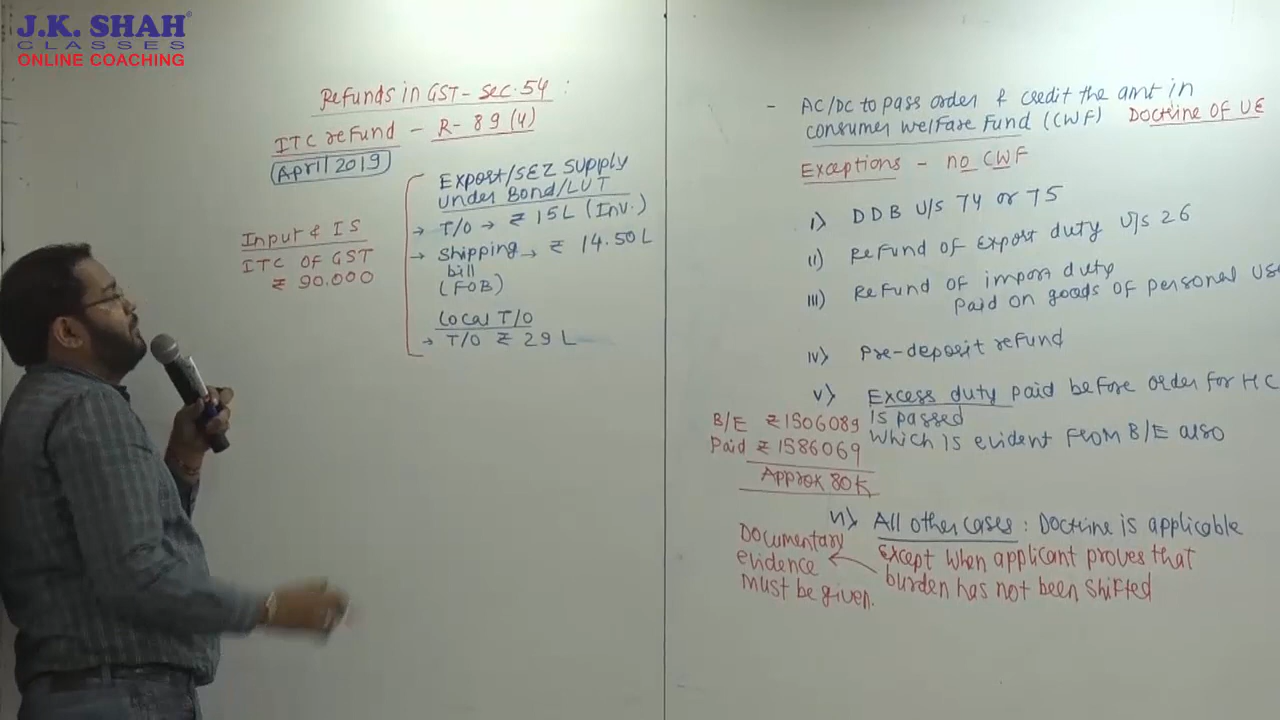 J.K. SHAH®
CLASSES
ONLINE COACHING
Refunds in GST - Sec. 54 :
ITC refund - R-89(4)
April 2019
Input & IS
ITC OF GST
₹ 90.000
Export/SEZ Supply
under Bond/LUT
→ T/O → ₹ 15L (Inv.)
→ Shipping → ₹ 14.50L
bill
(FOB)
Local T/O
→ T/O ₹ 29 L
- AC/DC to pass order & credit the amt in
consumer welfare Fund (CWF) Doctrine of UE
Exceptions - no CWF
i) DDB U/S 74 or 75
ii) Refund of Export duty U/S 26
iii) Refund of import duty
Paid on goods of personal use
iv) Pre-deposit refund
v) Excess duty paid before order for HC
is passed
which is evident from B/E also
B/E ₹1506089
Paid ₹1586069
Approx 80K
vi) All other cases : Doctrine is applicable
Except when applicant proves that
burden has not been shifted
Documentary
evidence
must be given.